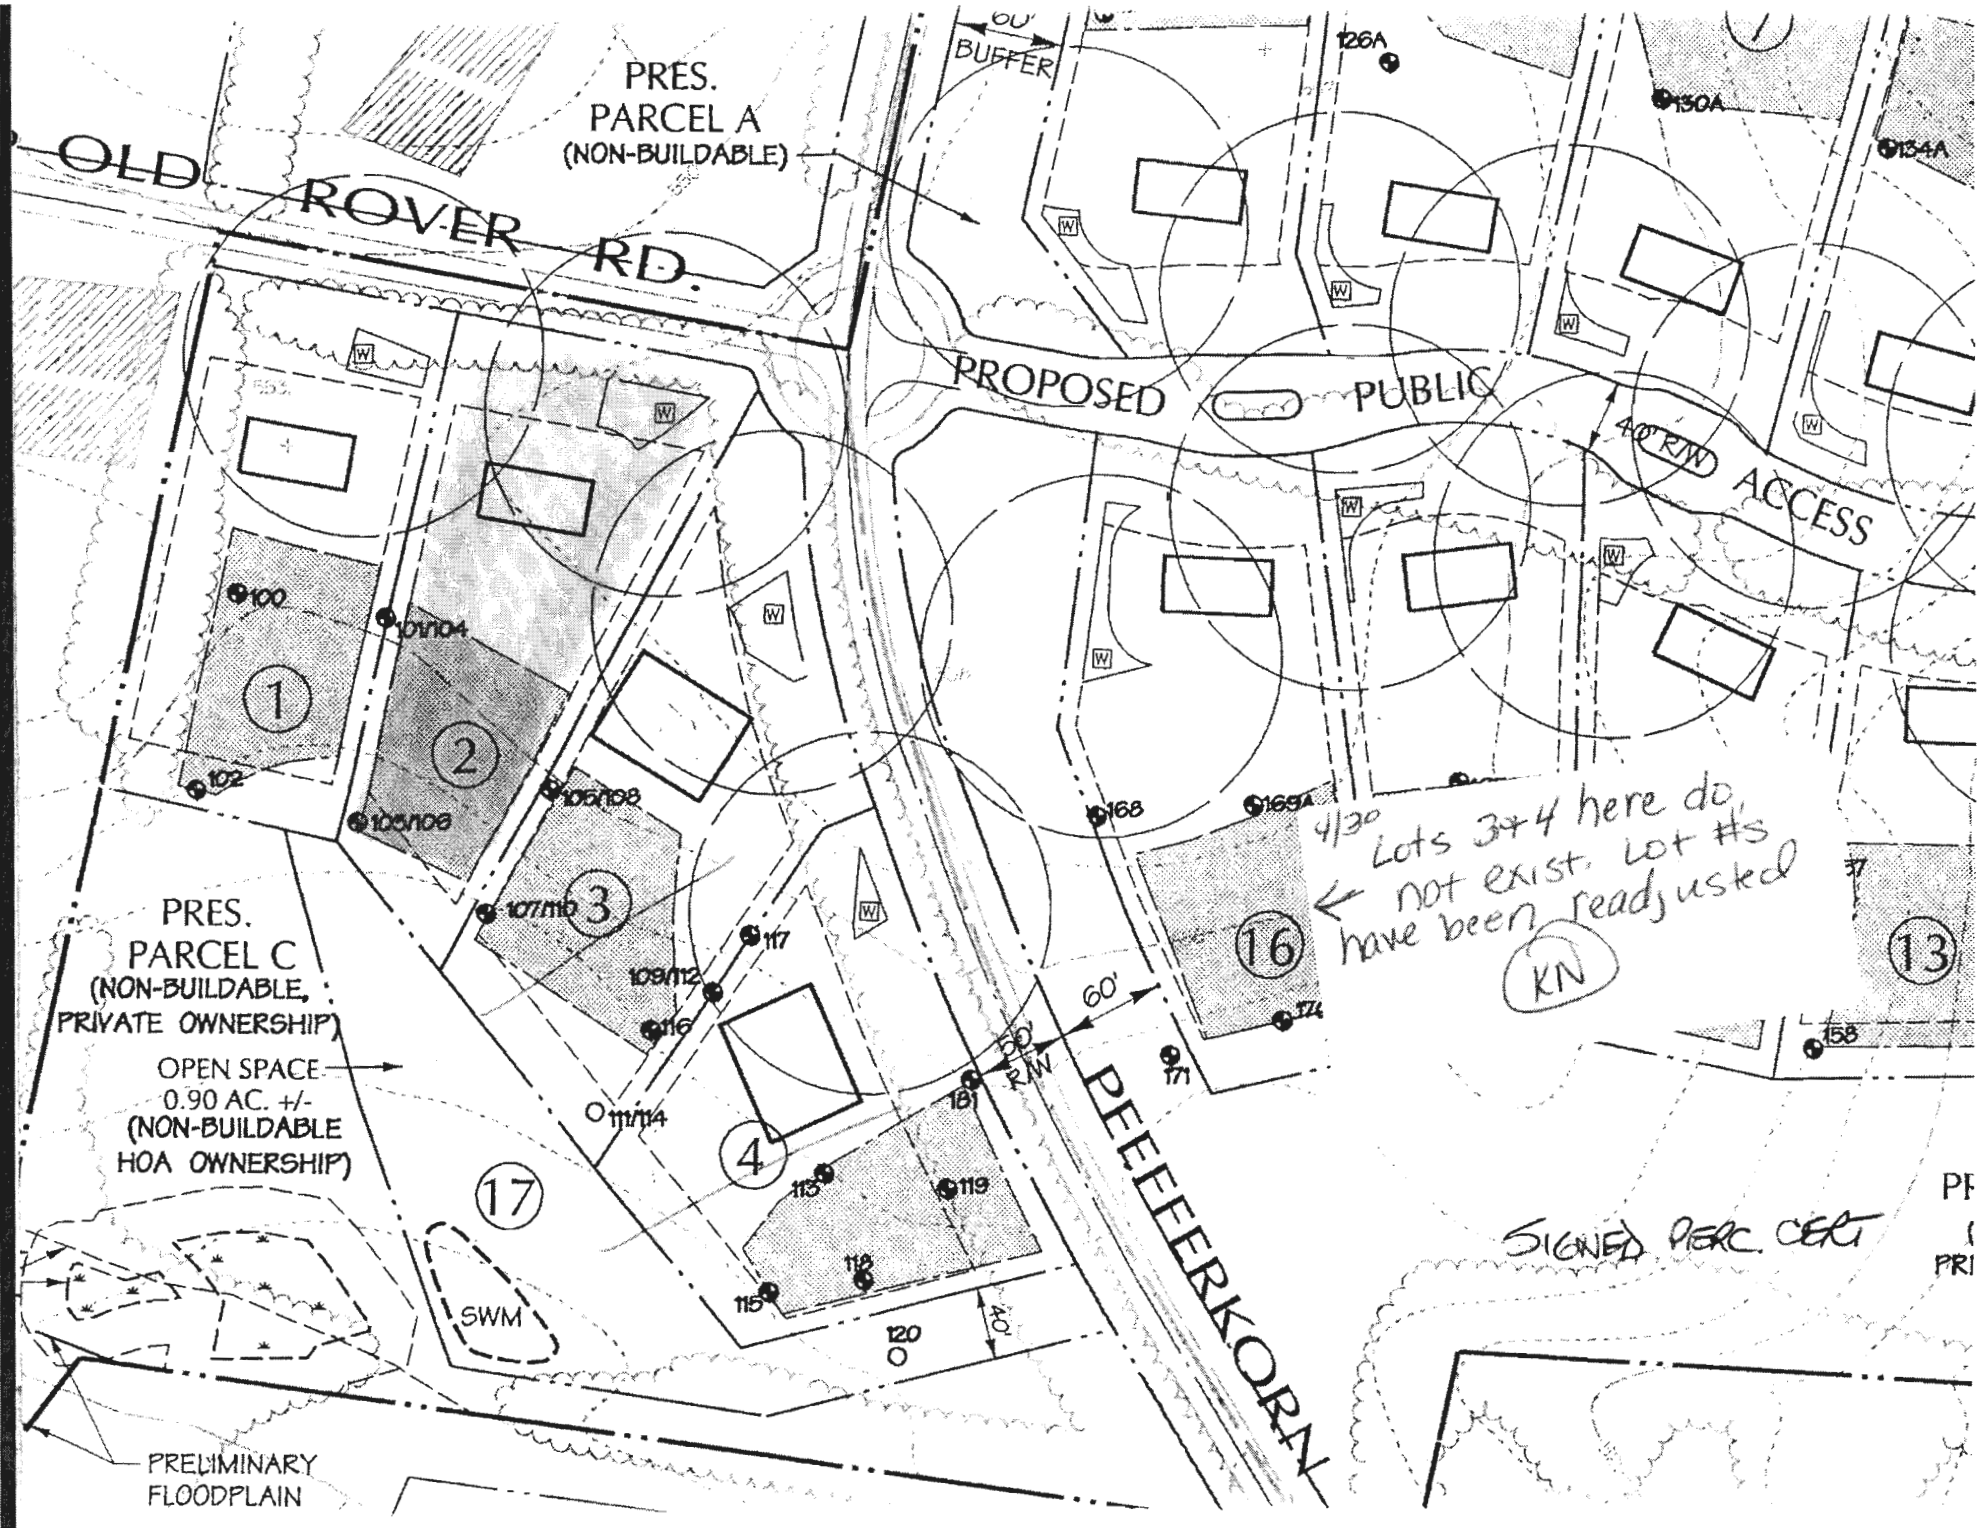 60'
BUFFER
126A
130A
134A
PRES.
PARCEL A
(NON-BUILDABLE)
OLD ROVER RD.
W
W
W
W
W
W
W
W
W
W
W
W
PROPOSED PUBLIC
40' R/W
ACCESS
553
100
101/104
1
2
102
103/106
105/108
107/110
3
109/112
117
116
111/114
168
169A
4/30
Lots 3+4 here do
← not exist. Lot #s
have been readjusted
KN
16
13
171
158
60'
50'
R/W
181
PRES.
PARCEL C
(NON-BUILDABLE,
PRIVATE OWNERSHIP)
OPEN SPACE
0.90 AC. +/-
(NON-BUILDABLE
HOA OWNERSHIP)
17
4
113
119
118
115
120
40'
SWM
PFEFFERKORN
SIGNED PERC. CERT
PRI
PRELIMINARY
FLOODPLAIN